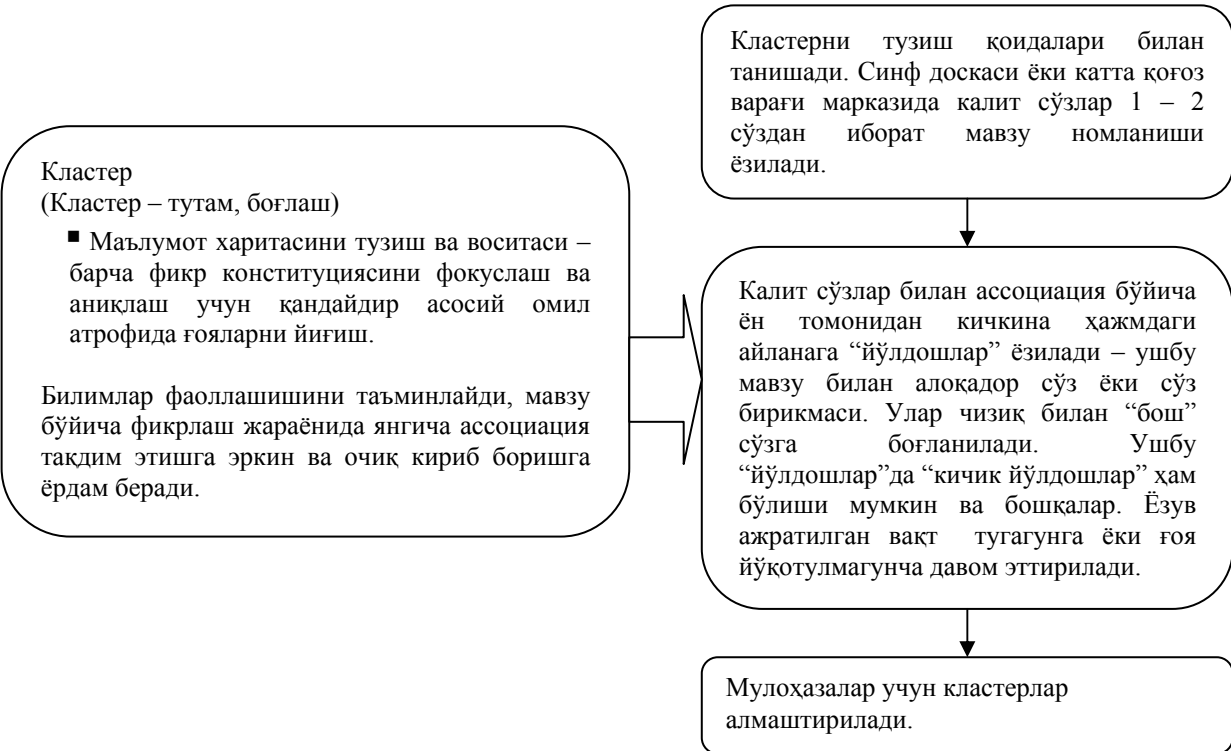 Кластер
(Кластер – тутам, боғлаш)
▪ Маълумот харитасини тузиш ва воситаси –
барча фикр конституциясини фокуслаш ва
аниқлаш учун қандайдир асосий омил
атрофида ғояларни йиғиш.
Билимлар фаоллашишини таъминлайди, мавзу
бўйича фикрлаш жараёнида янгича ассоциация
тақдим этишга эркин ва очиқ кириб боришга
ёрдам беради.
Кластерни тузиш қоидалари билан
танишади. Синф доскаси ёки катта қоғоз
варағи марказида калит сўзлар 1 – 2
сўздан иборат мавзу номланиши
ёзилади.
Калит сўзлар билан ассоциация бўйича
ён томонидан кичкина ҳажмдаги
айланага “йўлдошлар” ёзилади – ушбу
мавзу билан алоқадор сўз ёки сўз
бирикмаси. Улар чизиқ билан “бош”
сўзга боғланилади. Ушбу
“йўлдошлар”да “кичик йўлдошлар” ҳам
бўлиши мумкин ва бошқалар. Ёзув
ажратилган вақт тугагунга ёки ғоя
йўқотулмагунча давом эттирилади.
Мулоҳазалар учун кластерлар
алмаштирилади.